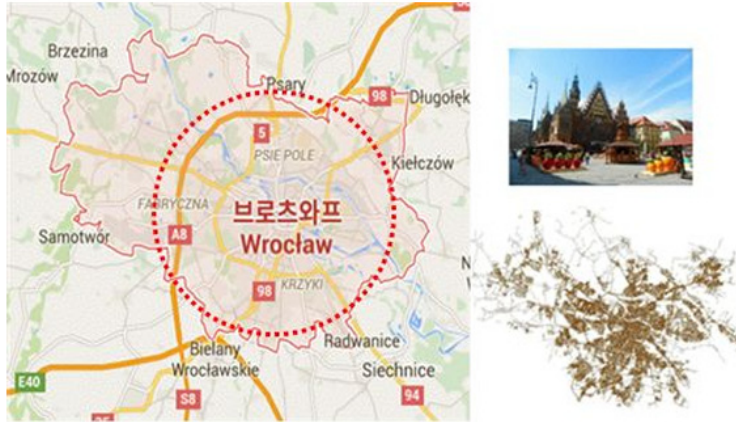 Brzezina
Mrozów
Psary
98
Długołęk
5
PSIE POLE
Kiełczów
FABRYCZNA
브로츠와프
Wrocław
A8
Samotwór
98
KRZYKI
Bielany
Wrocławskie
Radwanice
Siechnice
E40
S8
94